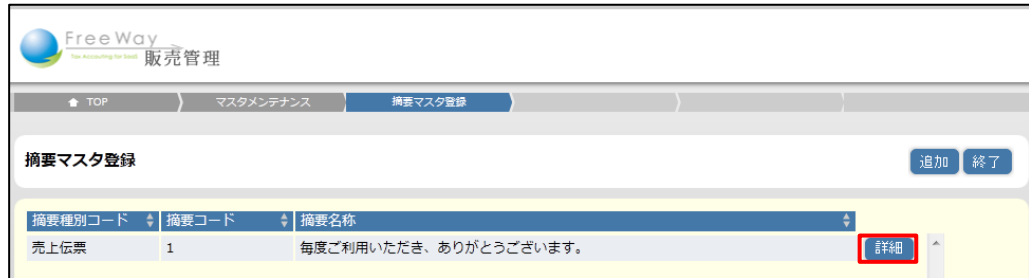 FreeWay
Tax Accounting for SaaS
販売管理
TOP
マスタメンテナンス
摘要マスタ登録
摘要マスタ登録
追加 終了
摘要種別コード 摘要コード 摘要名称
売上伝票 1 毎度ご利用いただき、ありがとうございます。 詳細